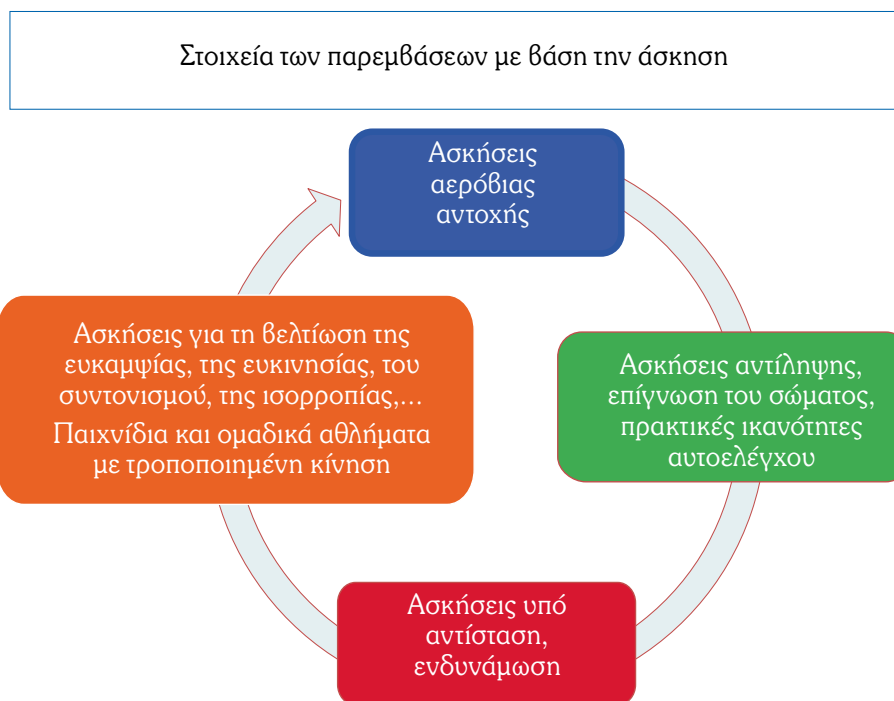 Στοιχεία των παρεμβάσεων με βάση την άσκηση
Ασκήσεις
αερόβιας
αντοχής
Ασκήσεις αντίληψης,
επίγνωση του σώματος,
πρακτικές ικανότητες
αυτοελέγχου
Ασκήσεις υπό
αντίσταση,
ενδυνάμωση
Ασκήσεις για τη βελτίωση της
ευκαμψίας, της ευκινησίας, του
συντονισμού, της ισορροπίας,...
Παιχνίδια και ομαδικά αθλήματα
με τροποποιημένη κίνηση